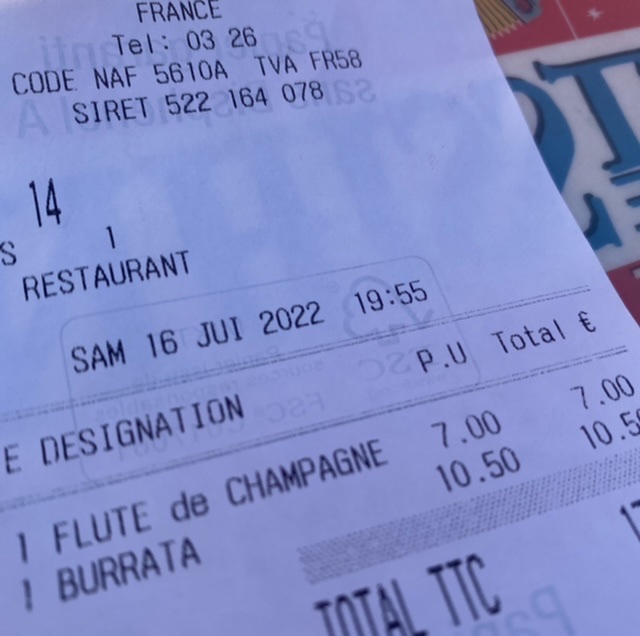 FRANCE
Tel: 03 26
CODE NAF 5610A TVA FR58
SIRET 522 164 078
14
S 1
RESTAURANT
SAM 16 JUI 2022 19:55
E DESIGNATION P.U Total €
1 FLUTE de CHAMPAGNE 7.00 7.00
1 BURRATA 10.50 10.50
TOTAL TTC